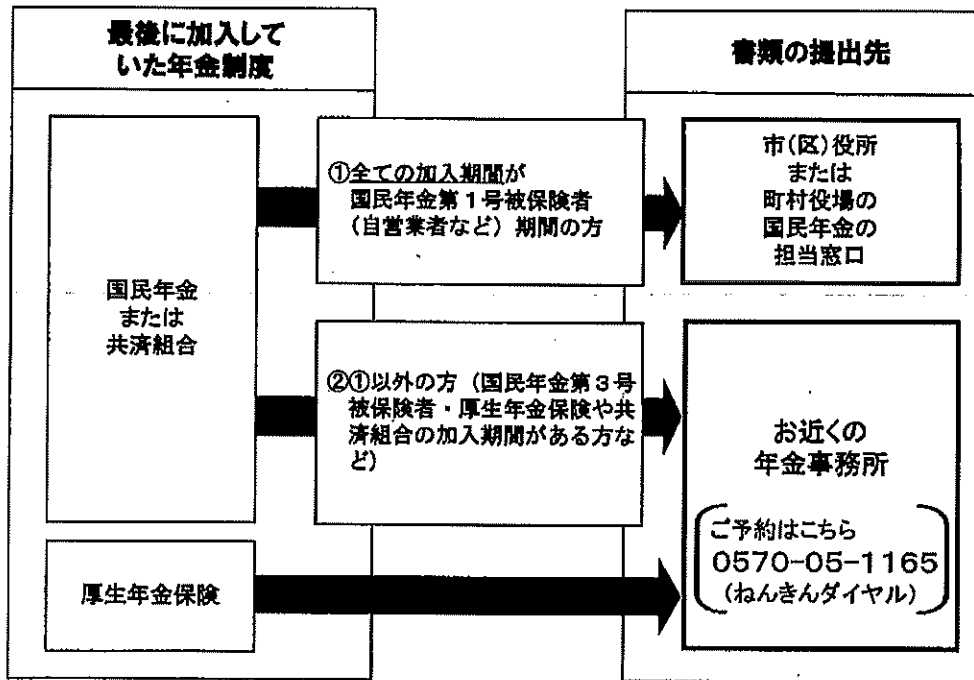 最後に加入して
いた年金制度
書類の提出先
国民年金
または
共済組合
①全ての加入期間が
国民年金第1号被保険者
(自営業者など)期間の方
市(区)役所
または
町村役場の
国民年金の
担当窓口
②①以外の方(国民年金第3号
被保険者・厚生年金保険や共
済組合の加入期間がある方な
ど)
お近くの
年金事務所
ご予約はこちら
0570-05-1165
(ねんきんダイヤル)
厚生年金保険